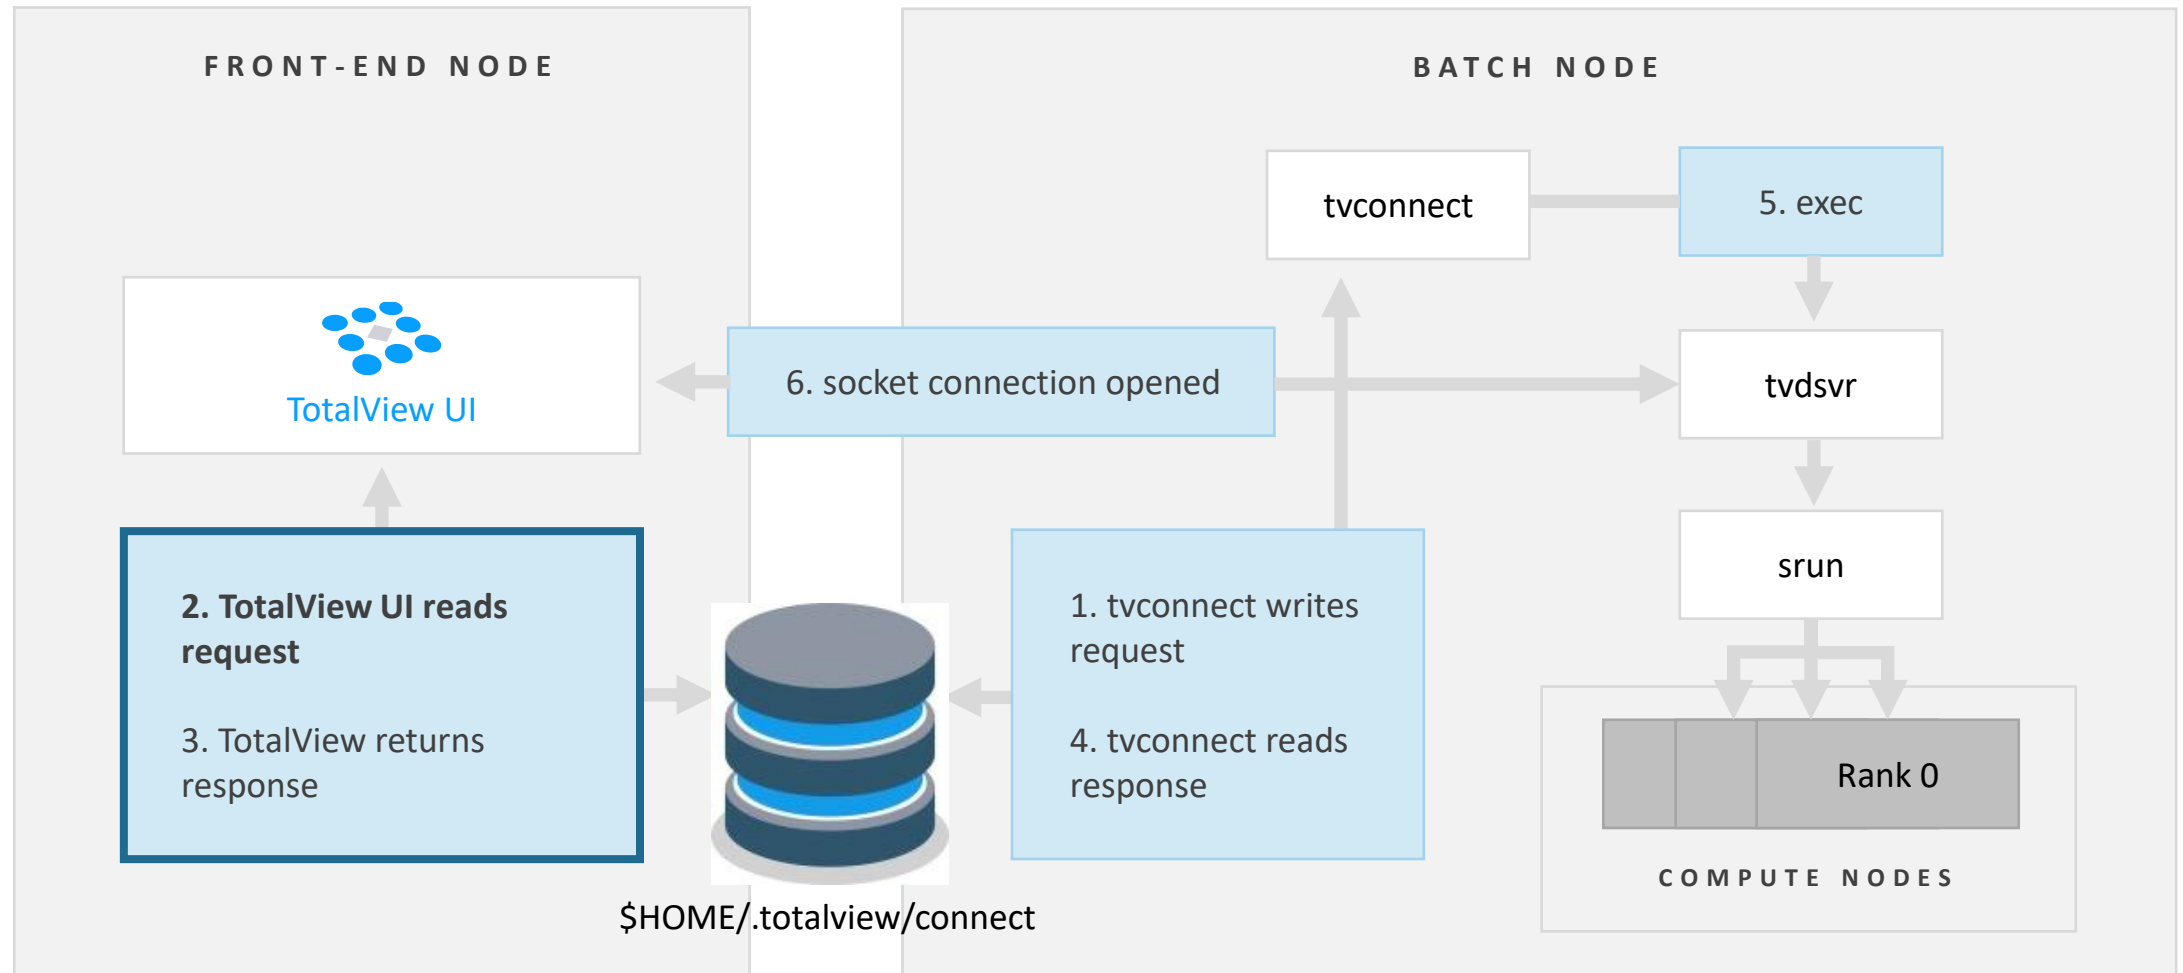 FRONT-END NODE
BATCH NODE
tvconnect
5. exec
TotalView UI
6. socket connection opened
tvdsvr
srun
2. TotalView UI reads
request
3. TotalView returns
response
1. tvconnect writes
request
4. tvconnect reads
response
Rank 0
COMPUTE NODES
$HOME/.totalview/connect